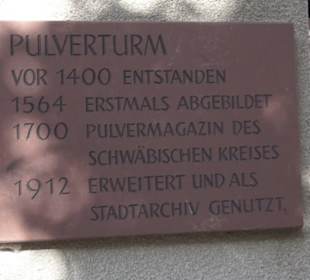 PULVERTURM
VOR 1400 ENTSTANDEN
1564 ERSTMALS ABGEBILDET
1700 PULVERMAGAZIN DES
SCHWÄBISCHEN KREISES
1912 ERWEITERT UND ALS
STADTARCHIV GENUTZT.